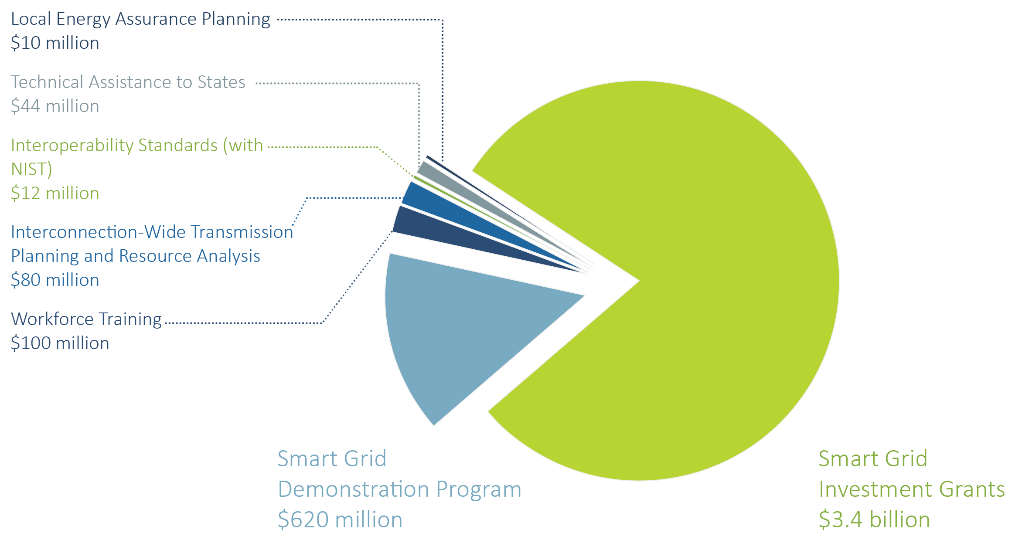 Local Energy Assurance Planning
$10 million
Technical Assistance to States
$44 million
Interoperability Standards (with
NIST)
$12 million
Interconnection-Wide Transmission
Planning and Resource Analysis
$80 million
Workforce Training
$100 million
Smart Grid
Demonstration Program
$620 million
Smart Grid
Investment Grants
$3.4 billion